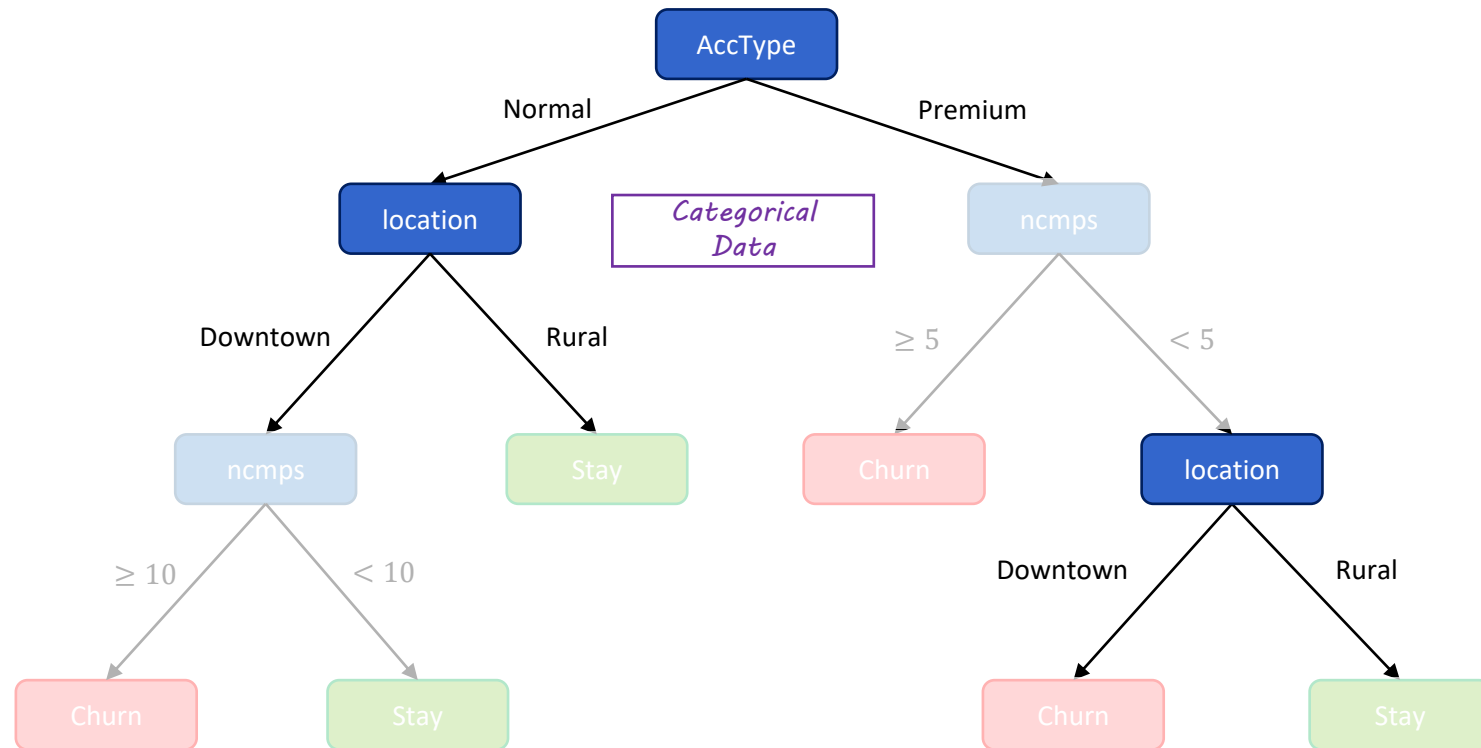 AccType
Normal
Premium
location
Categorical
Data
ncmps
Downtown
Rural
≥ 5
< 5
ncmps
Stay
Churn
location
≥ 10
< 10
Downtown
Rural
Churn
Stay
Churn
Stay